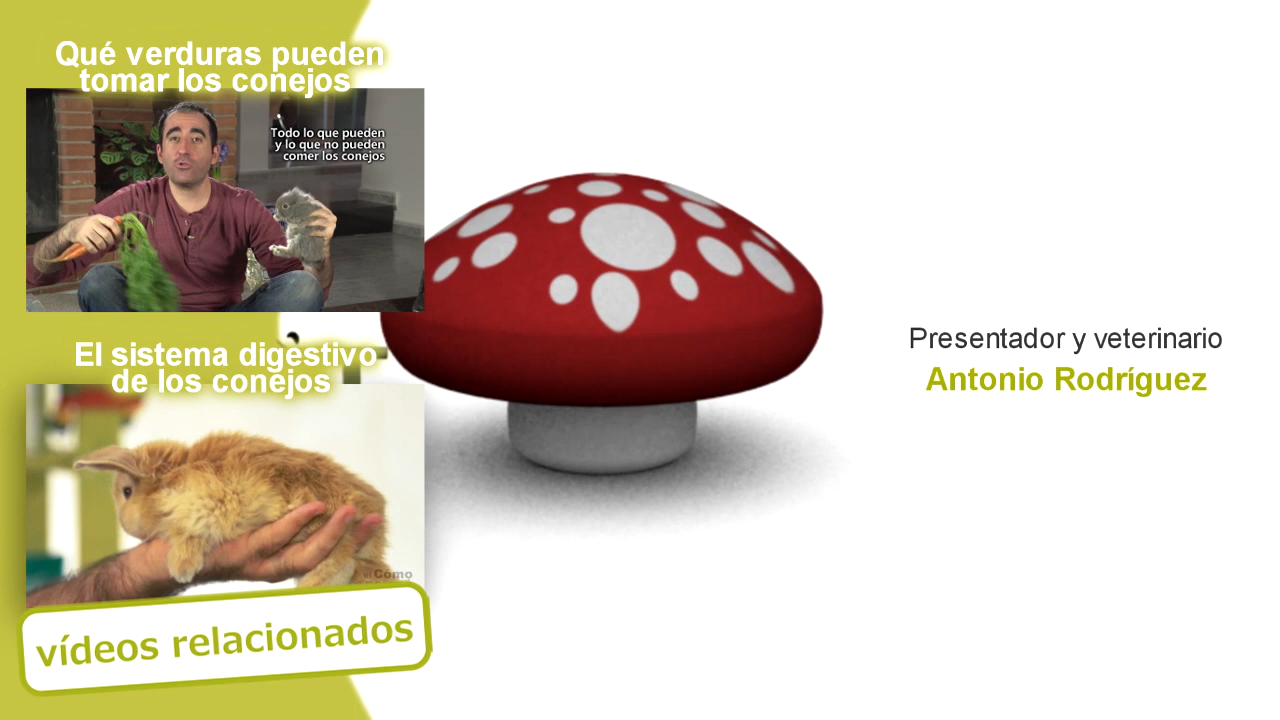 Qué verduras pueden
tomar los conejos
Todo lo que pueden
y lo que no pueden
comer los conejos
El sistema digestivo
de los conejos
Cómo
vídeos relacionados
Presentador y veterinario
Antonio Rodríguez